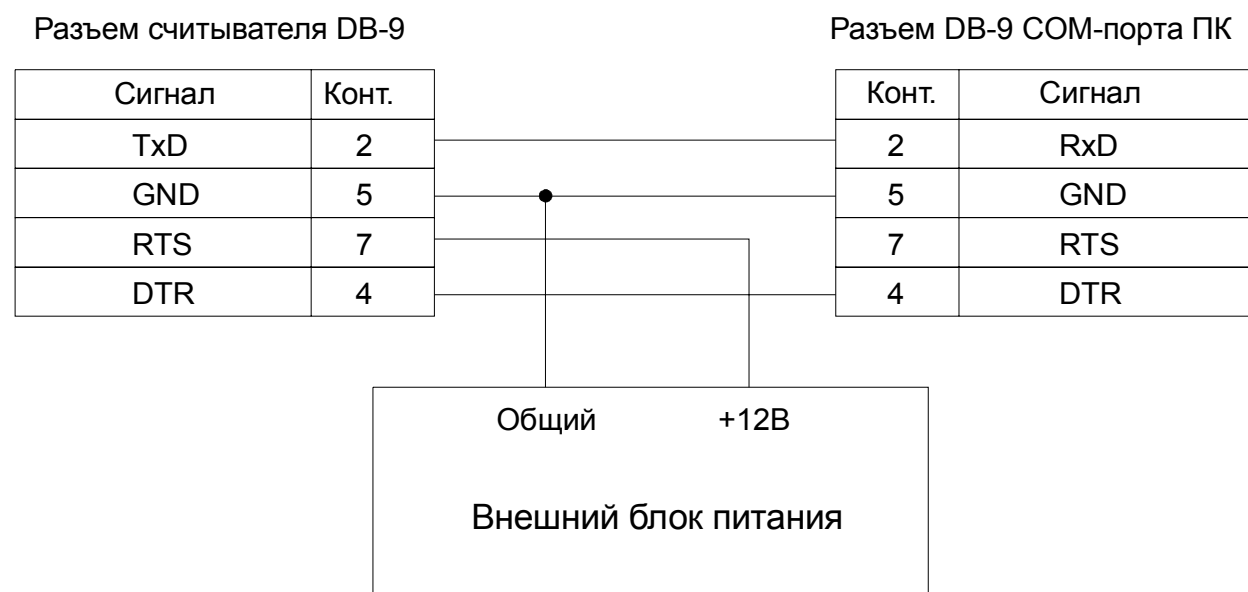 Разъем считывателя DB-9
Разъем DB-9 COM-порта ПК
Сигнал Конт.
Конт. Сигнал
TxD 2
2 RxD
GND 5
5 GND
RTS 7
7 RTS
DTR 4
4 DTR
Общий +12В
Внешний блок питания